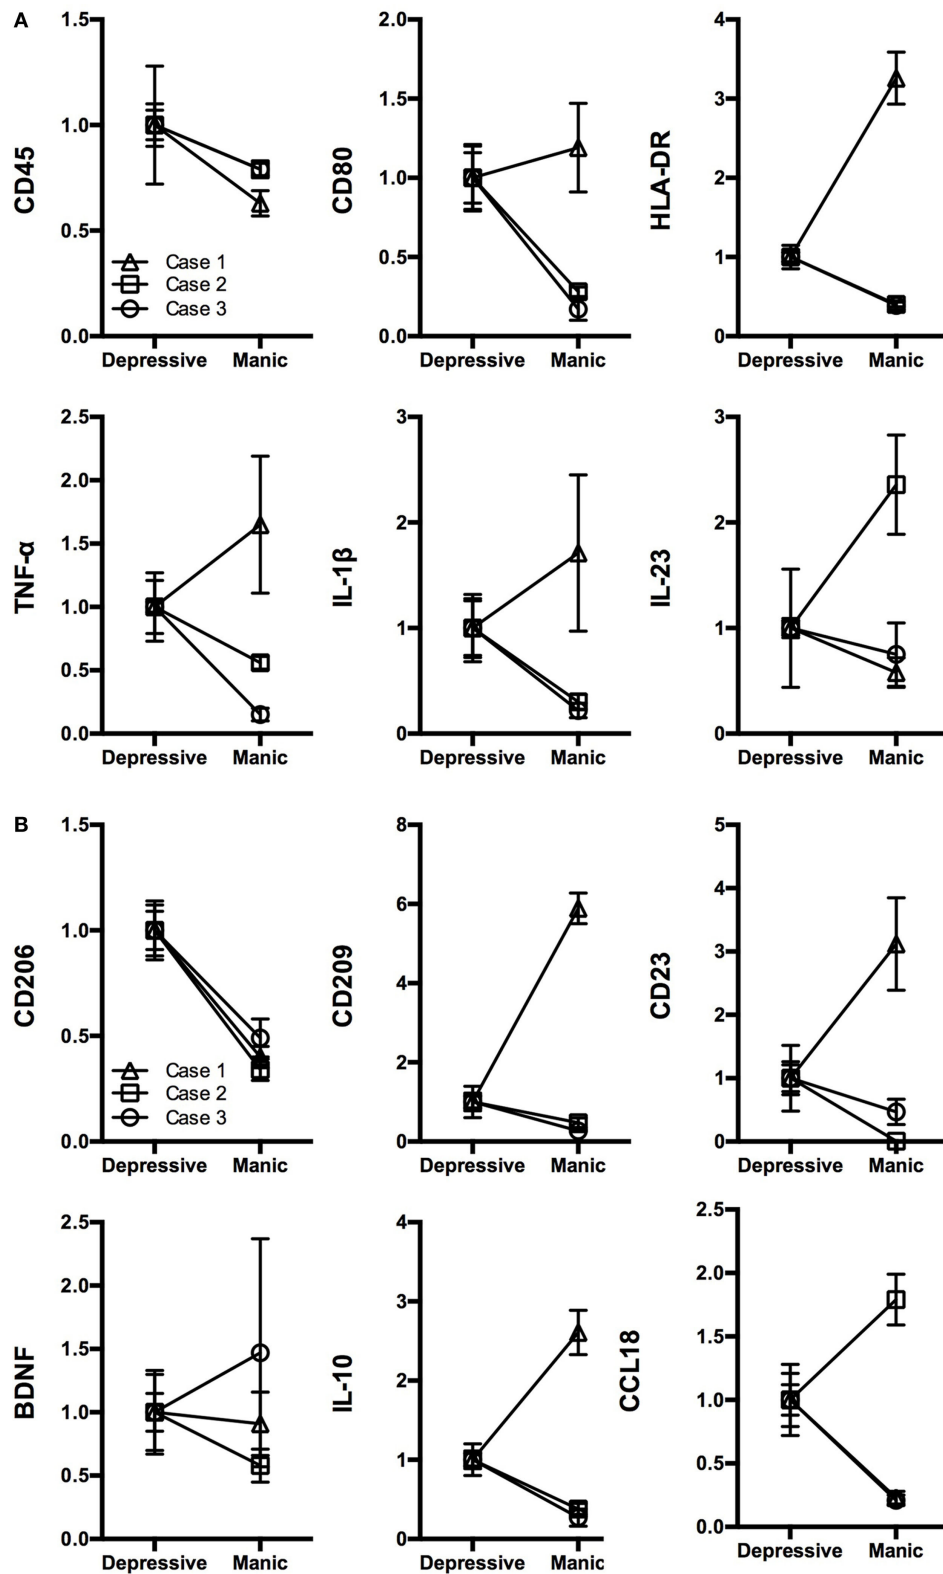 A
CD45
1.5
1.0
0.5
0.0
Case 1
Case 2
Case 3
Depressive Manic
CD80
2.0
1.5
1.0
0.5
0.0
Depressive Manic
HLA-DR
4
3
2
1
0
Depressive Manic
TNF-α
2.5
2.0
1.5
1.0
0.5
0.0
Depressive Manic
IL-1β
3
2
1
0
Depressive Manic
IL-23
3
2
1
0
Depressive Manic
B
CD206
1.5
1.0
0.5
0.0
Case 1
Case 2
Case 3
Depressive Manic
CD209
8
6
4
2
0
Depressive Manic
CD23
5
4
3
2
1
0
Depressive Manic
BDNF
2.5
2.0
1.5
1.0
0.5
0.0
Depressive Manic
IL-10
4
3
2
1
0
Depressive Manic
CCL18
2.5
2.0
1.5
1.0
0.5
0.0
Depressive Manic